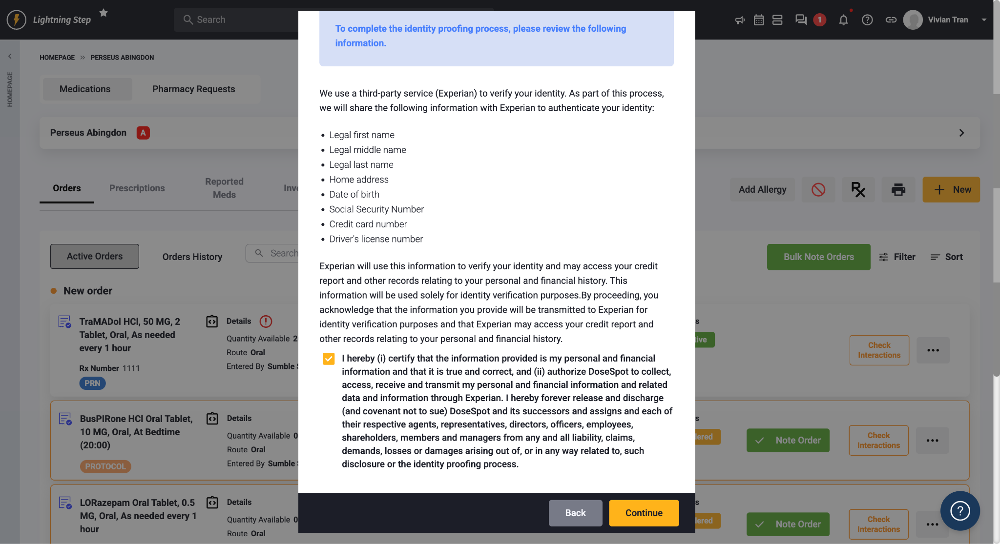 Lightning Step
Search
1
Vivian Tran
To complete the identity proofing process, please review the following
information.
HOMEPAGE
HOMEPAGE » PERSEUS ABINGDON
Medications
Pharmacy Requests
We use a third-party service (Experian) to verify your identity. As part of this process,
we will share the following information with Experian to authenticate your identity:
Perseus Abingdon A
• Legal first name
• Legal middle name
• Legal last name
• Home address
• Date of birth
• Social Security Number
• Credit card number
• Driver's license number
Orders
Prescriptions
Reported
Meds
Add Allergy
Rx
+ New
Active Orders
Orders History
Search
Bulk Note Orders
Filter
Sort
Experian will use this information to verify your identity and may access your credit
report and other records relating to your personal and financial history. This
information will be used solely for identity verification purposes.By proceeding, you
acknowledge that the information you provide will be transmitted to Experian for
identity verification purposes and that Experian may access your credit report and
other records relating to your personal and financial history.
I hereby (i) certify that the information provided is my personal and financial
information and that it is true and correct, and (ii) authorize DoseSpot to collect,
access, receive and transmit my personal and financial information and related
data and information through Experian. I hereby forever release and discharge
(and covenant not to sue) DoseSpot and its successors and assigns and each of
their respective agents, representatives, directors, officers, employees,
shareholders, members and managers from any and all liability, claims,
demands, losses or damages arising out of, or in any way related to, such
disclosure or the identity proofing process.
Back
Continue
New order
TraMADol HCl, 50 MG, 2
Tablet, Oral, As needed
every 1 hour
Rx Number 1111
PRN
Details
Quantity Available
Route Oral
Entered By Sumble
Check
Interactions
BusPIRone HCl Oral Tablet,
10 MG, Oral, At Bedtime
(20:00)
PROTOCOL
Details
Quantity Available 0
Route Oral
Entered By Sumble
Note Order
Check
Interactions
LORazepam Oral Tablet, 0.5
MG, Oral, As needed every 1
hour
Details
Quantity Available 0
Route Oral
Note Order
Check
Interactions
?